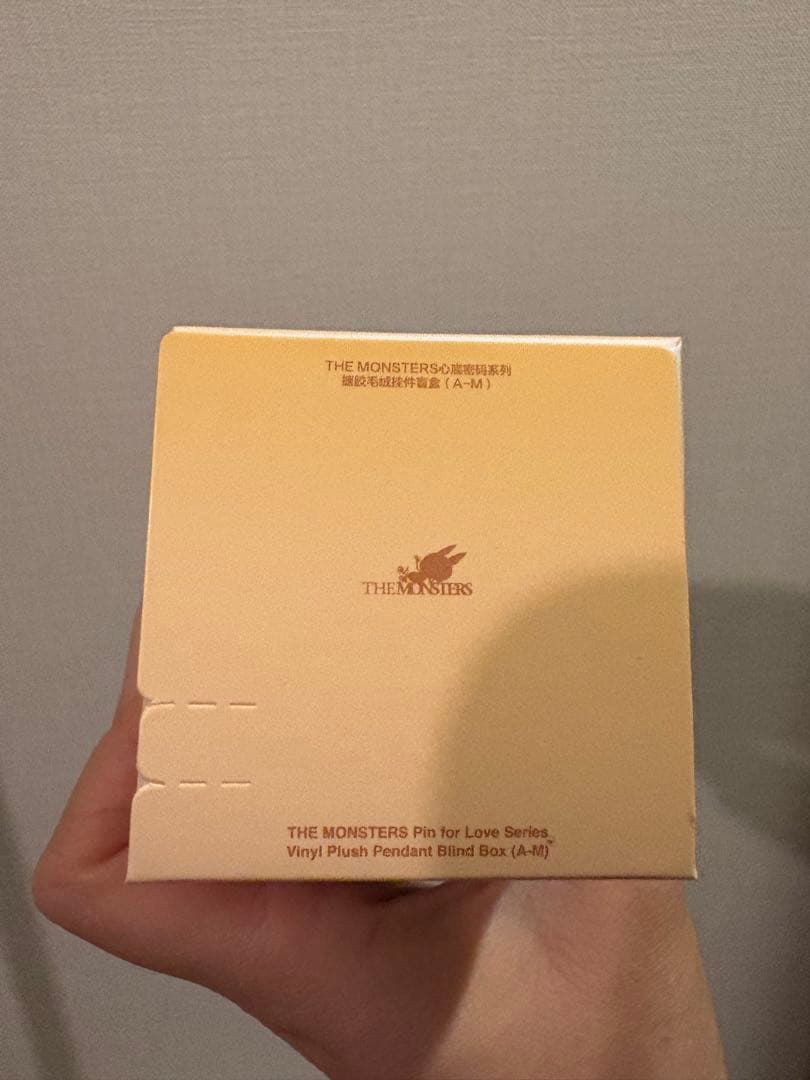 THE MONSTERS心底密码系列
搪胶毛绒挂件盲盒（A-M）
THE MONSTERS
THE MONSTERS Pin for Love Series
Vinyl Plush Pendant Blind Box (A-M)